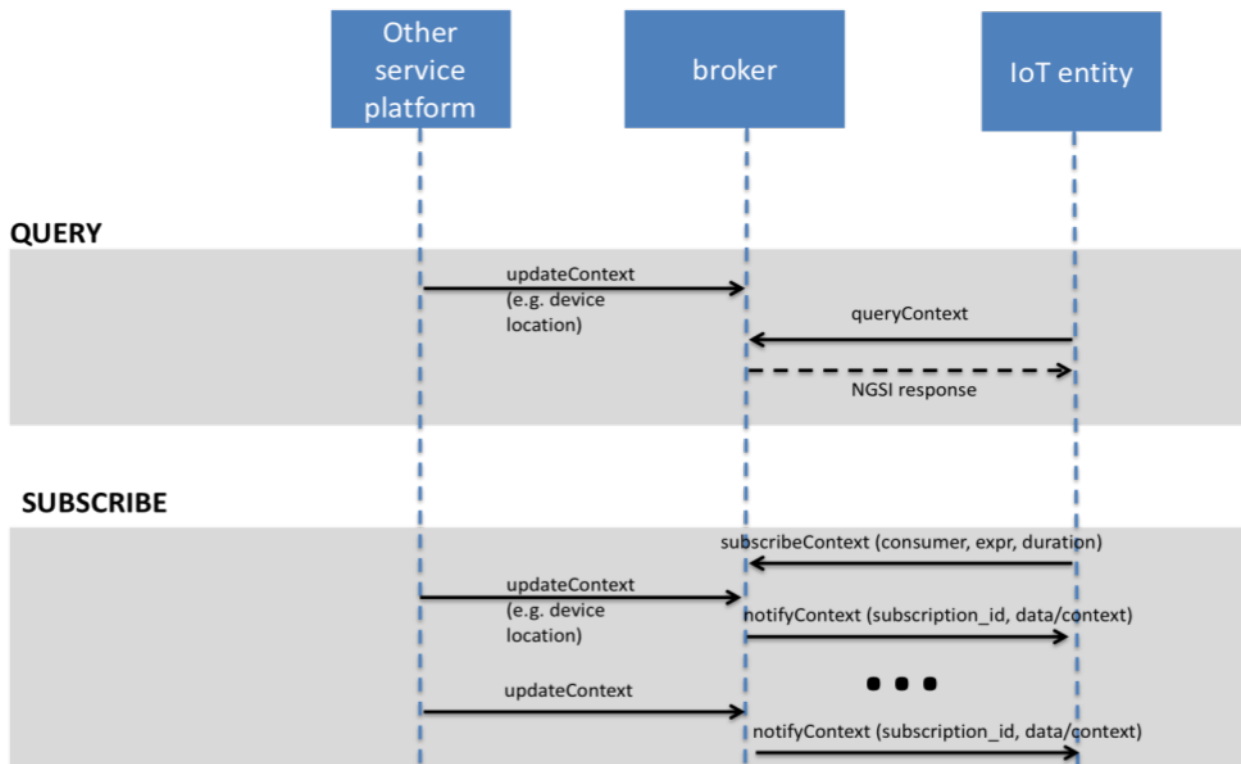 Other
service
platform
broker
IoT entity
QUERY
updateContext
(e.g. device
location)
queryContext
NGSI response
SUBSCRIBE
subscribeContext (consumer, expr, duration)
updateContext
(e.g. device
location)
notifyContext (subscription_id, data/context)
...
updateContext
notifyContext (subscription_id, data/context)